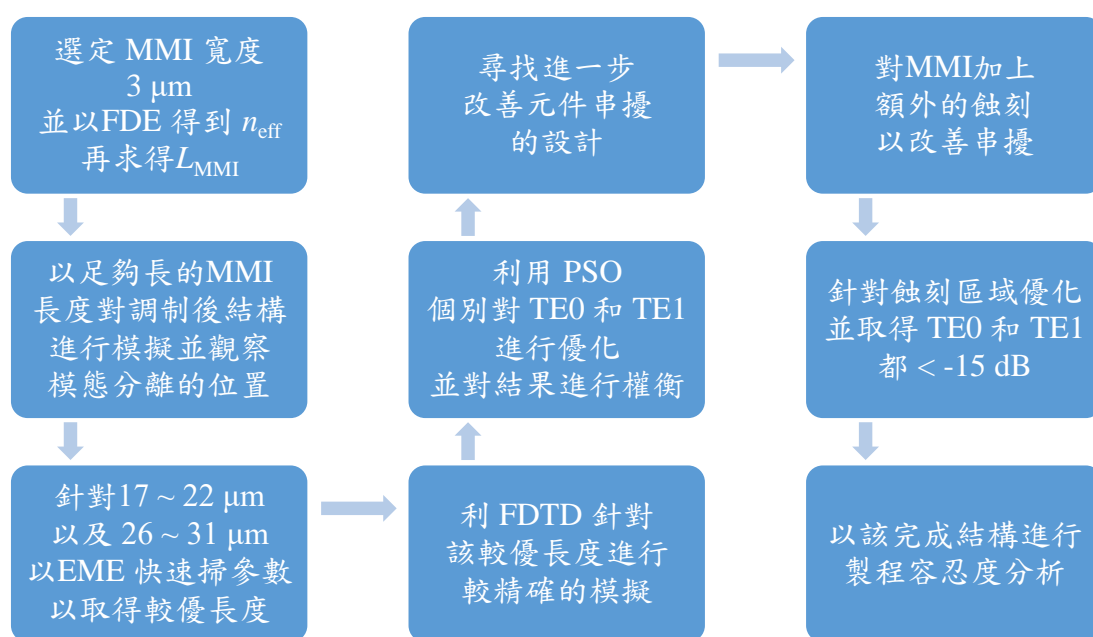 選定 MMI 寬度
3 μm
並以FDE 得到 neff
再求得LMMI
以足夠長的MMI
長度對調制後結構
進行模擬並觀察
模態分離的位置
針對17 ~ 22 μm
以及 26 ~ 31 μm
以EME 快速掃參數
以取得較優長度
利 FDTD 針對
該較優長度進行
較精確的模擬
利用 PSO
個別對 TE0 和 TE1
進行優化
並對結果進行權衡
尋找進一步
改善元件串擾
的設計
對MMI加上
額外的蝕刻
以改善串擾
針對蝕刻區域優化
並取得 TE0 和 TE1
都 < -15 dB
以該完成結構進行
製程容忍度分析